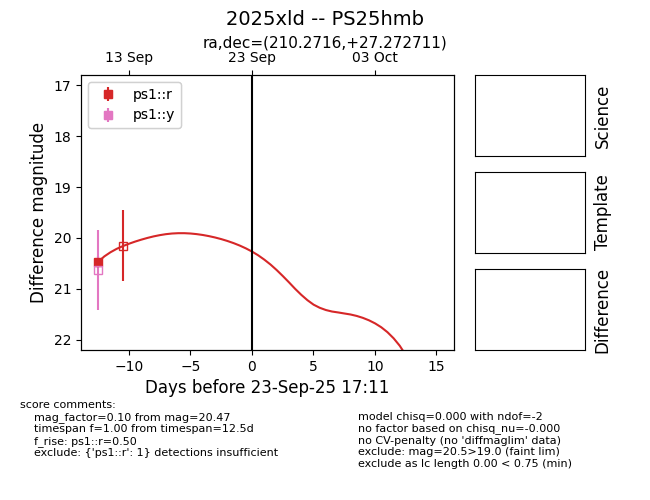 2025xld -- PS25hmb
ra,dec=(210.2716,+27.272711)
13 Sep
23 Sep
03 Oct
ps1::r
ps1::y
17
18
19
20
21
22
Difference magnitude
−10
−5
0
5
10
15
Days before 23-Sep-25 17:11
Science
Template
Difference
score comments:
mag_factor=0.10 from mag=20.47
timespan f=1.00 from timespan=12.5d
f_rise: ps1::r=0.50
exclude: {'ps1::r': 1} detections insufficient
model chisq=0.000 with ndof=-2
no factor based on chisq_nu=-0.000
no CV-penalty (no 'diffmaglim' data)
exclude: mag=20.5>19.0 (faint lim)
exclude as lc length 0.00 < 0.75 (min)